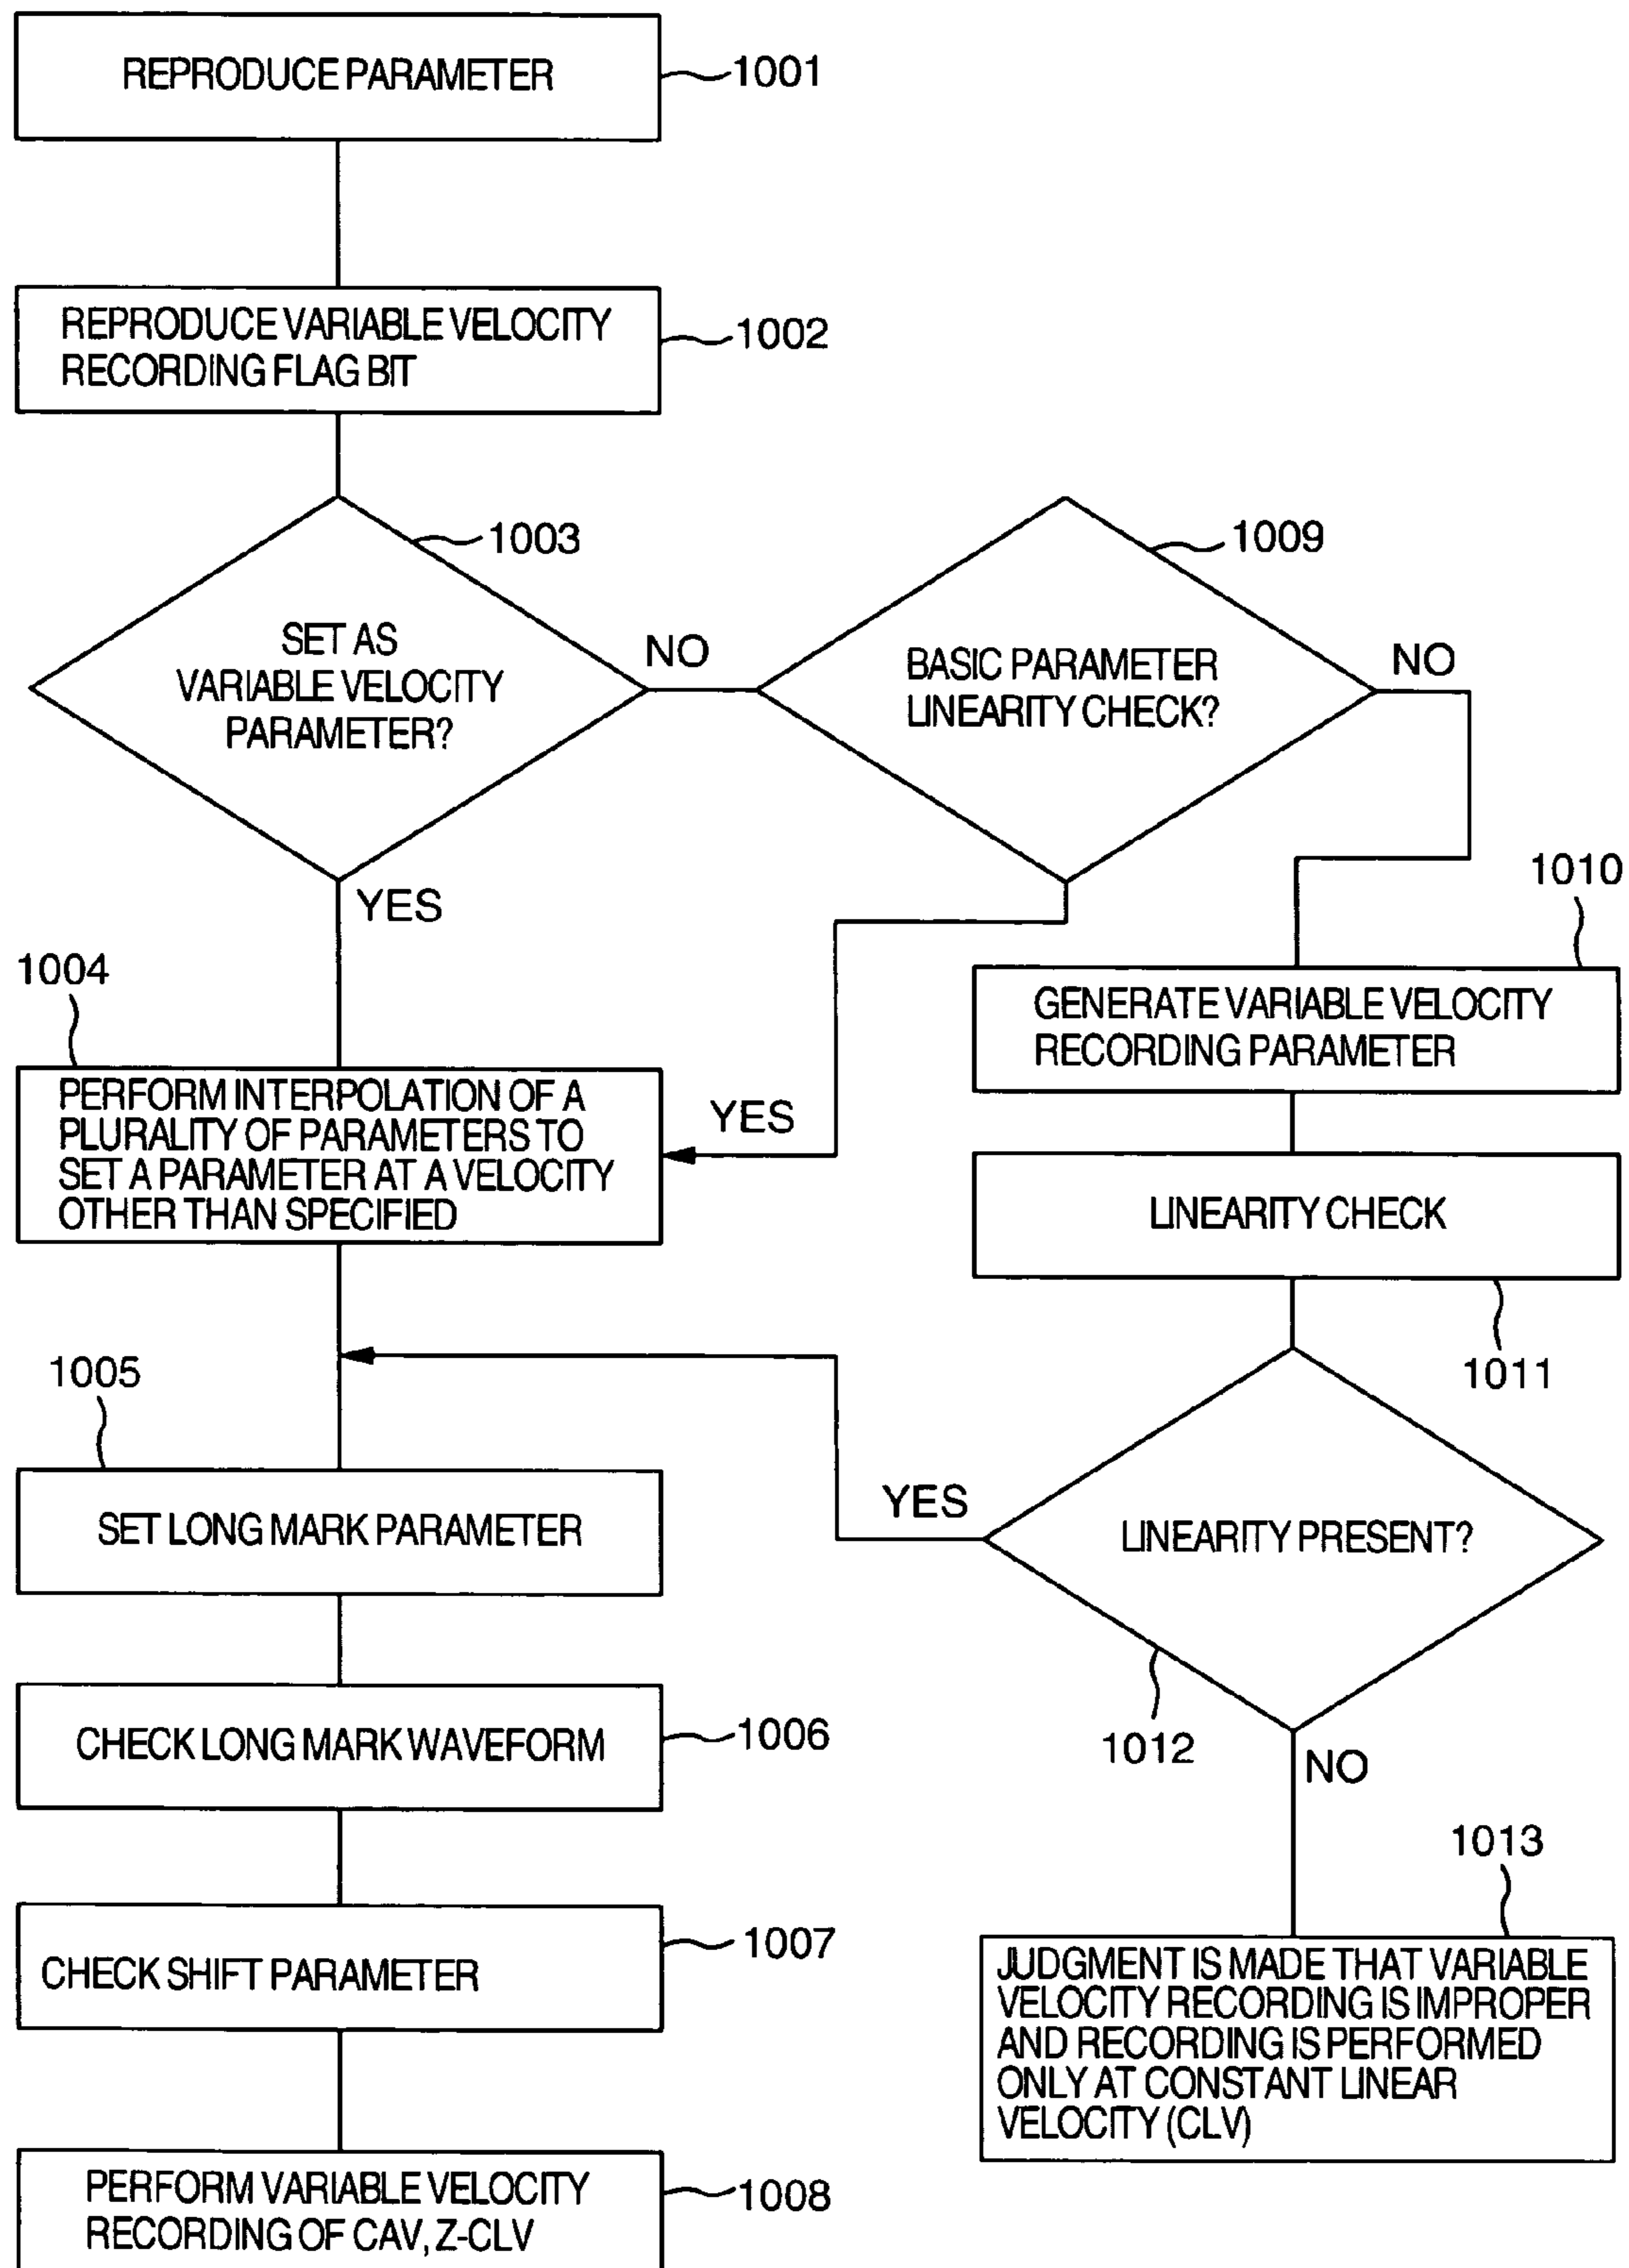 REPRODUCE PARAMETER
1001
REPRODUCE VARIABLE VELOCITY
RECORDING FLAG BIT
1002
1003
SET AS
VARIABLE VELOCITY
PARAMETER?
NO
YES
1009
BASIC PARAMETER
LINEARITY CHECK?
NO
YES
1004
PERFORM INTERPOLATION OF A
PLURALITY OF PARAMETERS TO
SET A PARAMETER AT A VELOCITY
OTHER THAN SPECIFIED
1010
GENERATE VARIABLE VELOCITY
RECORDING PARAMETER
LINEARITY CHECK
1011
1005
SET LONG MARK PARAMETER
YES
LINEARITY PRESENT?
1012
NO
CHECK LONG MARK WAVEFORM
1006
CHECK SHIFT PARAMETER
1007
1013
JUDGMENT IS MADE THAT VARIABLE
VELOCITY RECORDING IS IMPROPER
AND RECORDING IS PERFORMED
ONLY AT CONSTANT LINEAR
VELOCITY (CLV)
PERFORM VARIABLE VELOCITY
RECORDING OF CAV, Z-CLV
1008